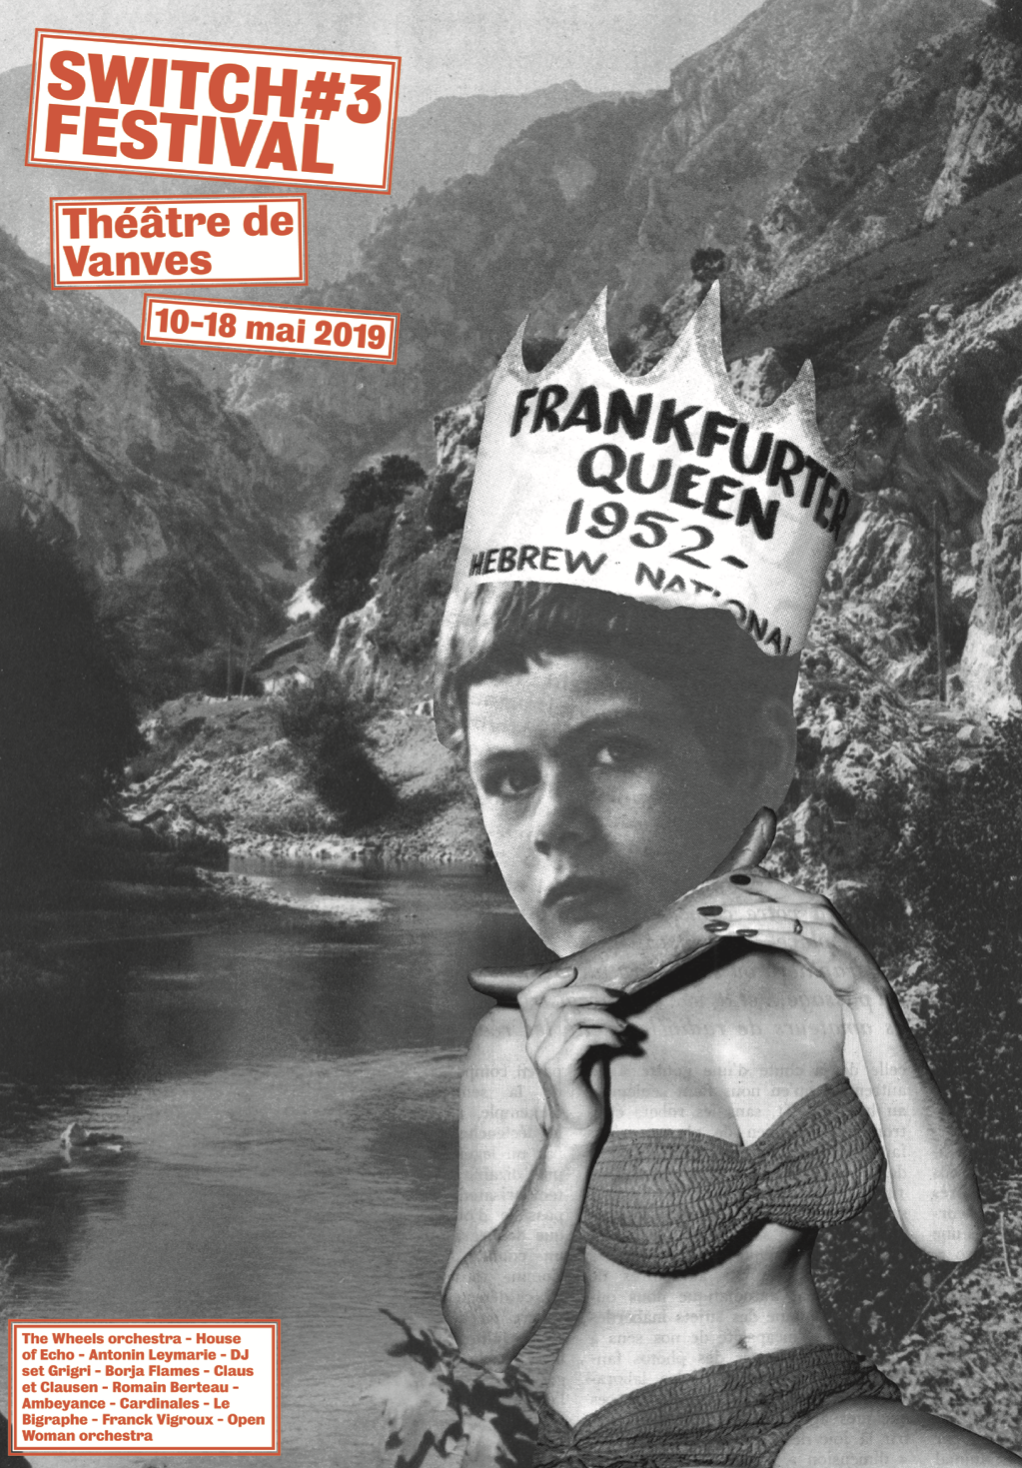 SWITCH#3
FESTIVAL
Théâtre de
Vanves
10-18 mai 2019
FRANKFURTER
QUEEN
1952-
HEBREW NATIONAL
The Wheels orchestra - House
of Echo - Antonin Leymarie - DJ
set Grigri - Borja Flames - Claus
et Clausen - Romain Berteau -
Ambeyance - Cardinales - Le
Bigraphe - Franck Vigroux - Open
Woman orchestra